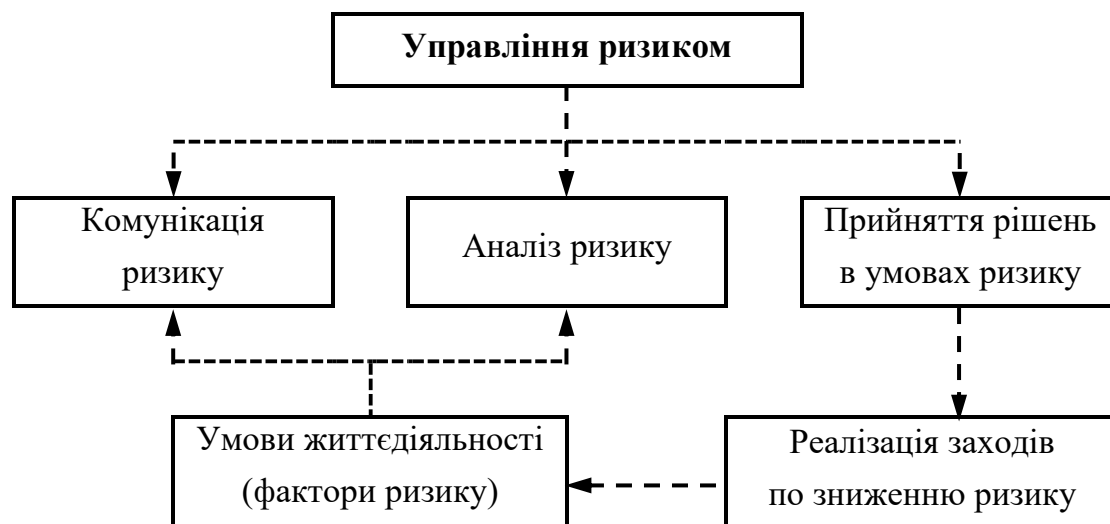 Управління ризиком
Комунікація
ризику
Аналіз ризику
Прийняття рішень
в умовах ризику
Умови життєдіяльності
(фактори ризику)
Реалізація заходів
по зниженню ризику